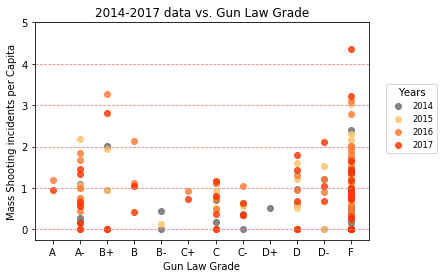 2014-2017 data vs. Gun Law Grade
5
4
3
2
1
0
Mass Shooting incidents per Capita
A A- B+ B B- C+ C C- D+ D D- F
Gun Law Grade
Years
2014
2015
2016
2017